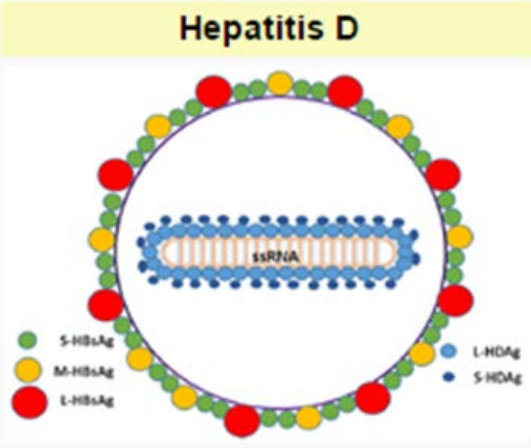 Hepatitis D
ssRNA
S-HBsAg
M-HBsAg
L-HBsAg
L-HDAg
S-HDAg